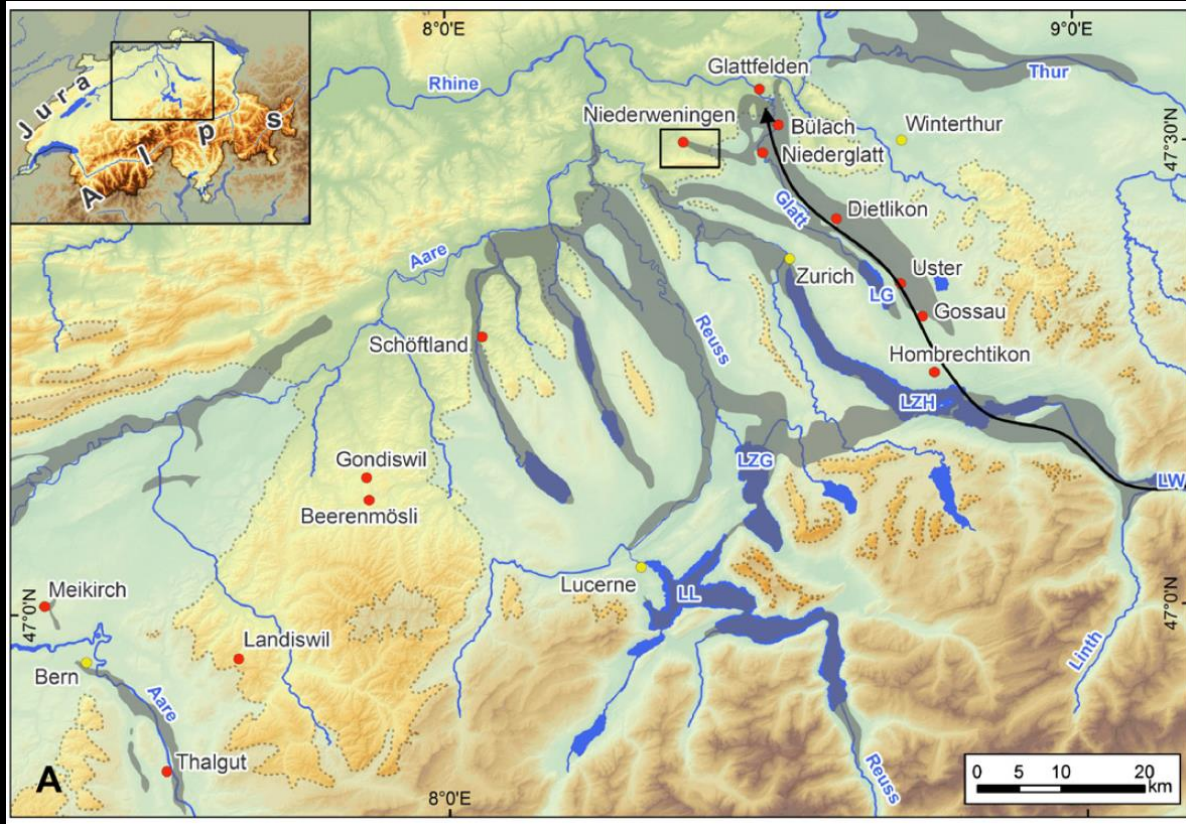 8°0'E
9°0'E
Jura
Alps
Rhine
Glattfelden
Thur
Niederweningen
Bülach
Winterthur
47°30'N
Niederglatt
Glatt
Dietlikon
Aare
Zurich
Uster
LG
Gossau
Reuss
Schöftland
Hombrechtikon
LZH
Gondiswil
LZG
LW
Beerenmösli
Lucerne
LL
Meikirch
47°0'N
47°0'N
Landiswil
Linth
Bern
Aare
Thalgut
Reuss
A
0 5 10 20
km
8°0'E